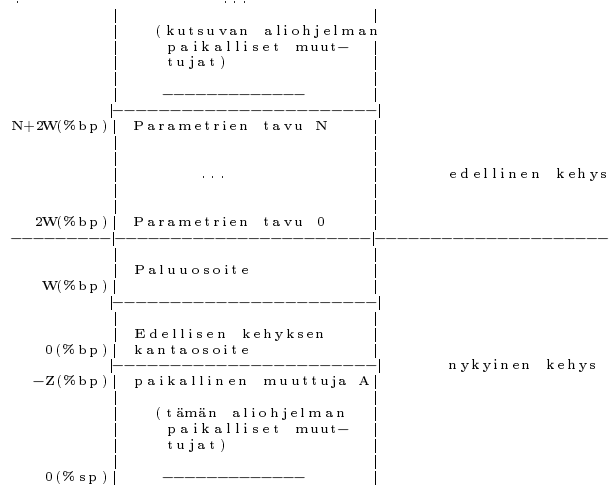 ...
(kutsuvan aliohjelman
paikalliset muut-
tujat)
N+2W(%bp) Parametrien tavu N
... edellinen kehys
2W(%bp) Parametrien tavu 0
Paluuosoite
W(%bp)
Edellisen kehyksen
0(%bp) kantaosoite
nykyinen kehys
-Z(%bp) paikallinen muuttuja A
(tämän aliohjelman
paikalliset muut-
tujat)
0(%sp)